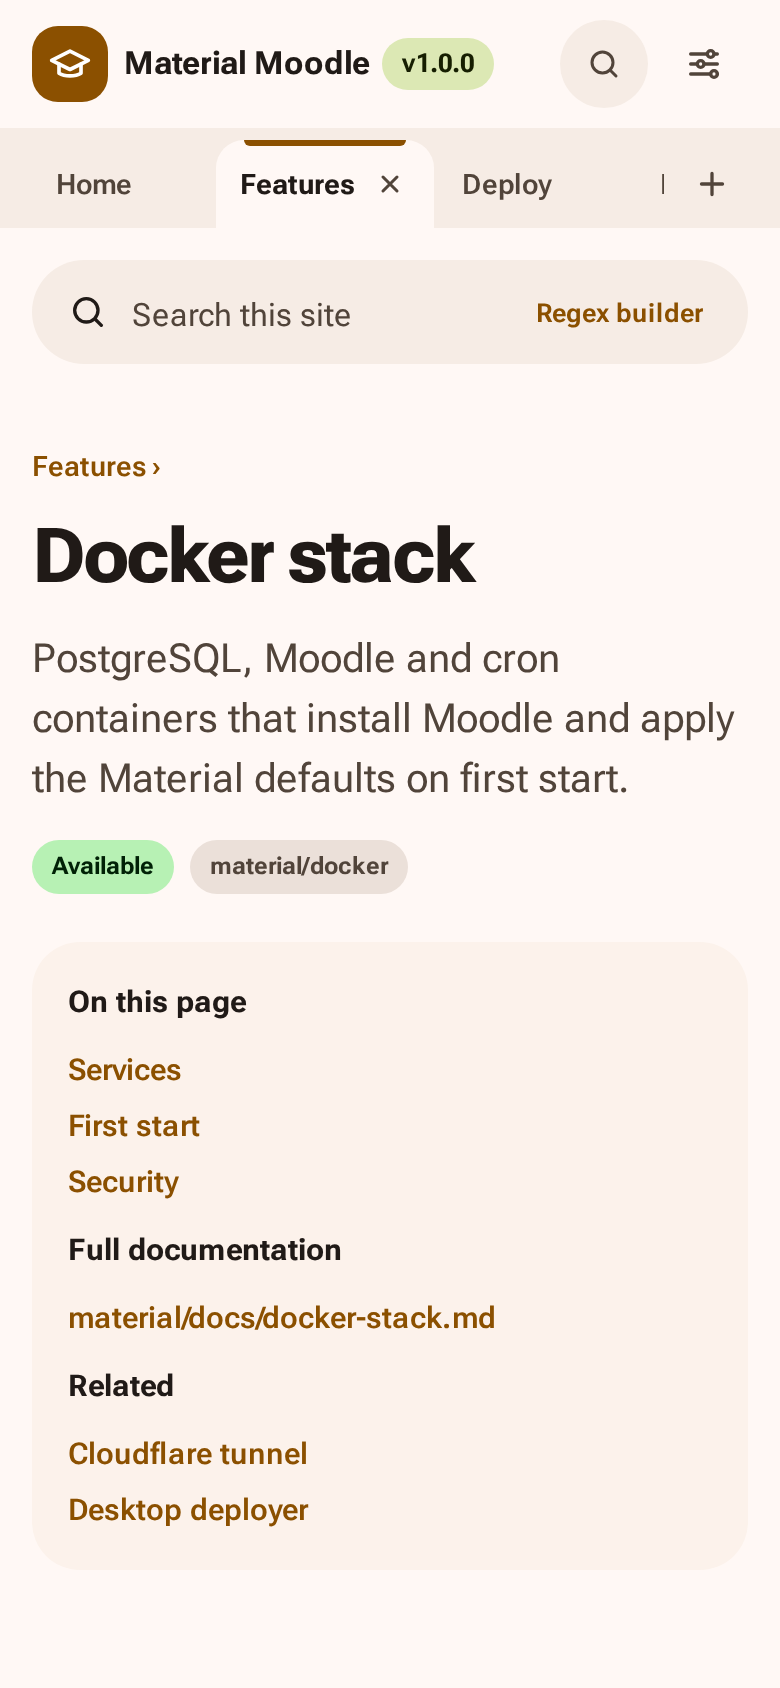 Material Moodle v1.0.0
Home Features Deploy
Search this site Regex builder
Features ›
Docker stack
PostgreSQL, Moodle and cron
containers that install Moodle and apply
the Material defaults on first start.
Available material/docker
On this page
Services
First start
Security
Full documentation
material/docs/docker-stack.md
Related
Cloudflare tunnel
Desktop deployer